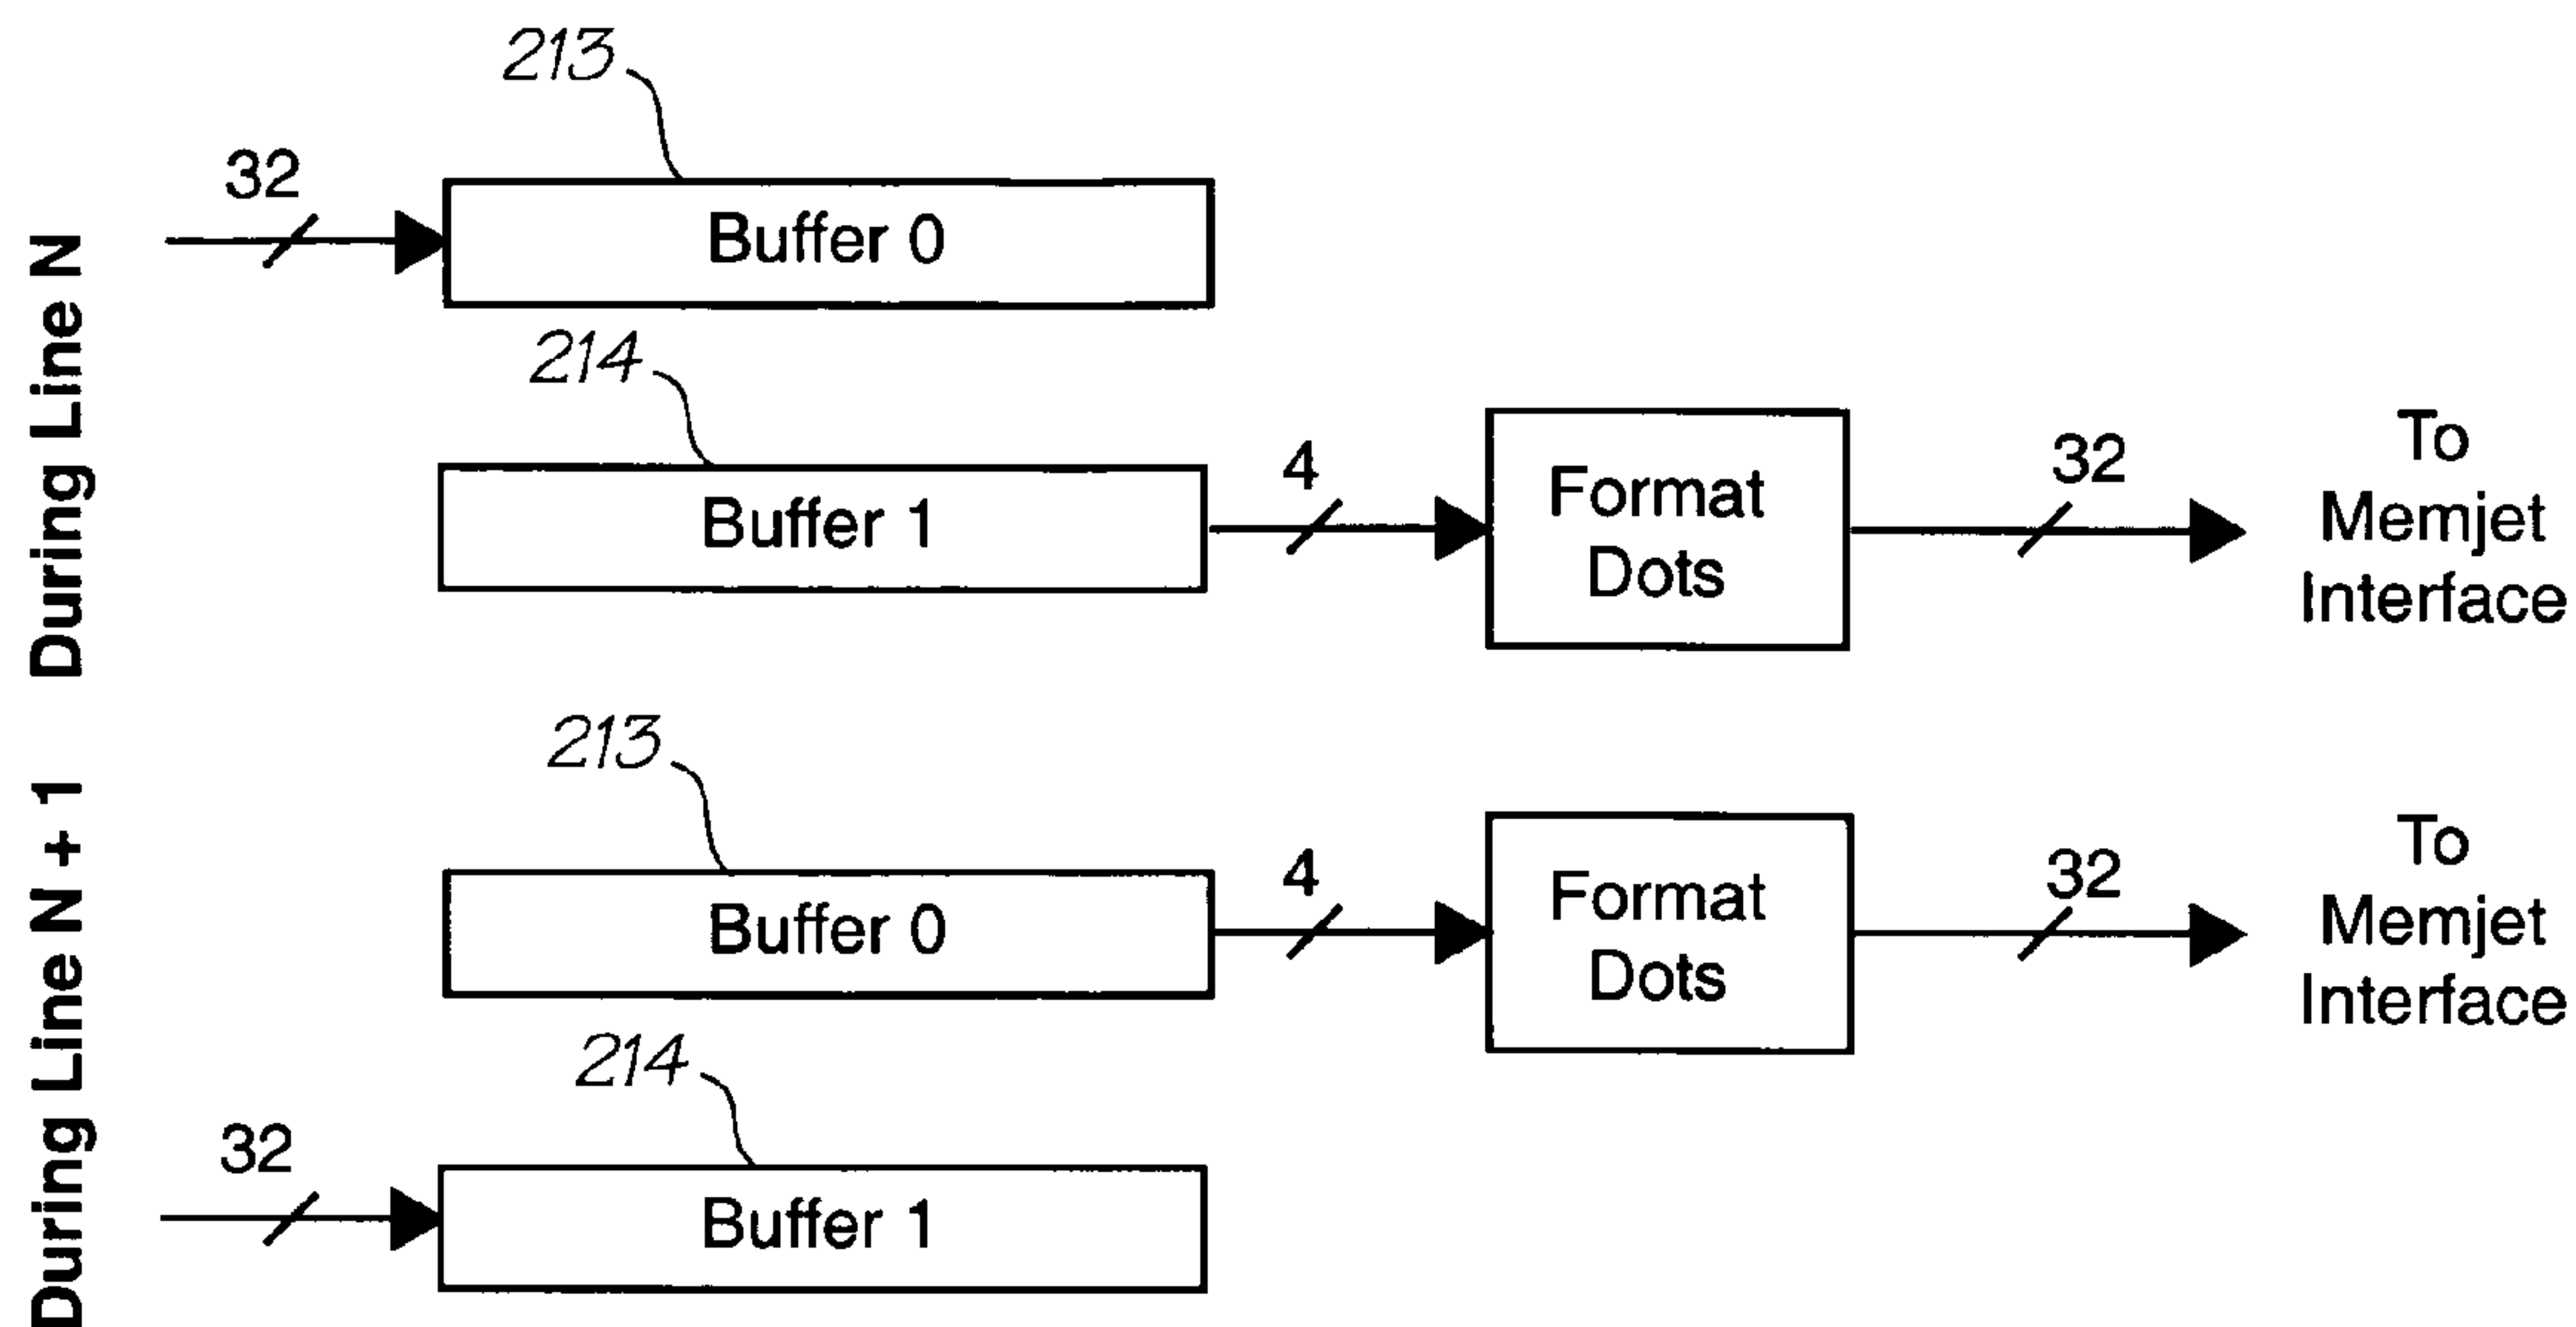 During Line N
213
32
Buffer 0
214
Buffer 1
4
Format
Dots
32
To
Memjet
Interface
During Line N + 1
213
Buffer 0
4
Format
Dots
32
To
Memjet
Interface
214
32
Buffer 1